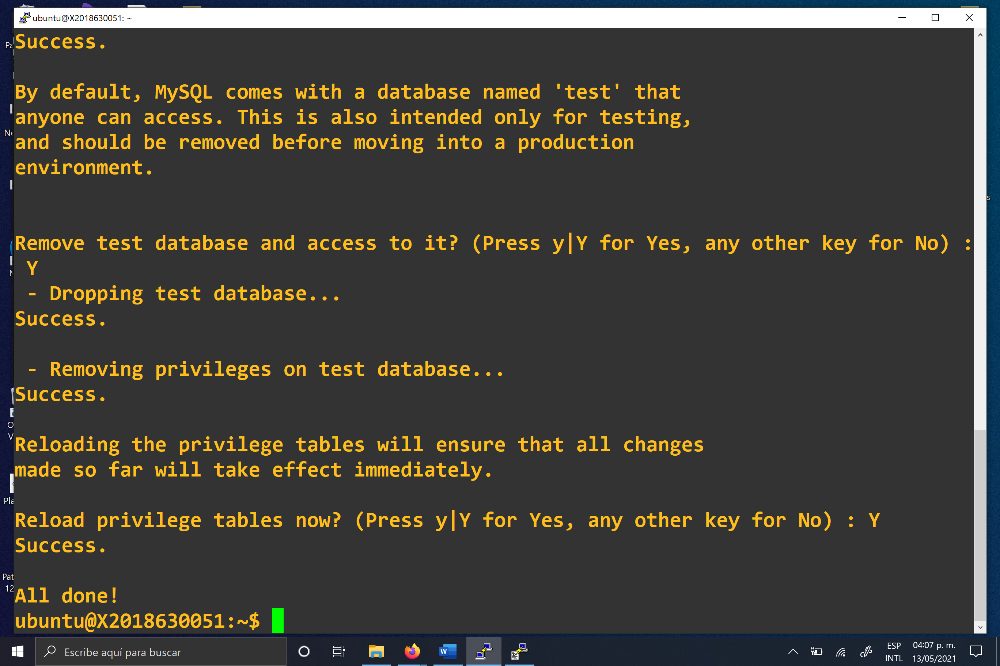 ubuntu@X2018630051: ~
Success.
By default, MySQL comes with a database named 'test' that
anyone can access. This is also intended only for testing,
and should be removed before moving into a production
environment.
Remove test database and access to it? (Press y|Y for Yes, any other key for No) :
Y
- Dropping test database...
Success.
- Removing privileges on test database...
Success.
Reloading the privilege tables will ensure that all changes
made so far will take effect immediately.
Reload privilege tables now? (Press y|Y for Yes, any other key for No) : Y
Success.
All done!
ubuntu@X2018630051:~$
Escribe aquí para buscar
ESP
INTL
04:07 p. m.
13/05/2021